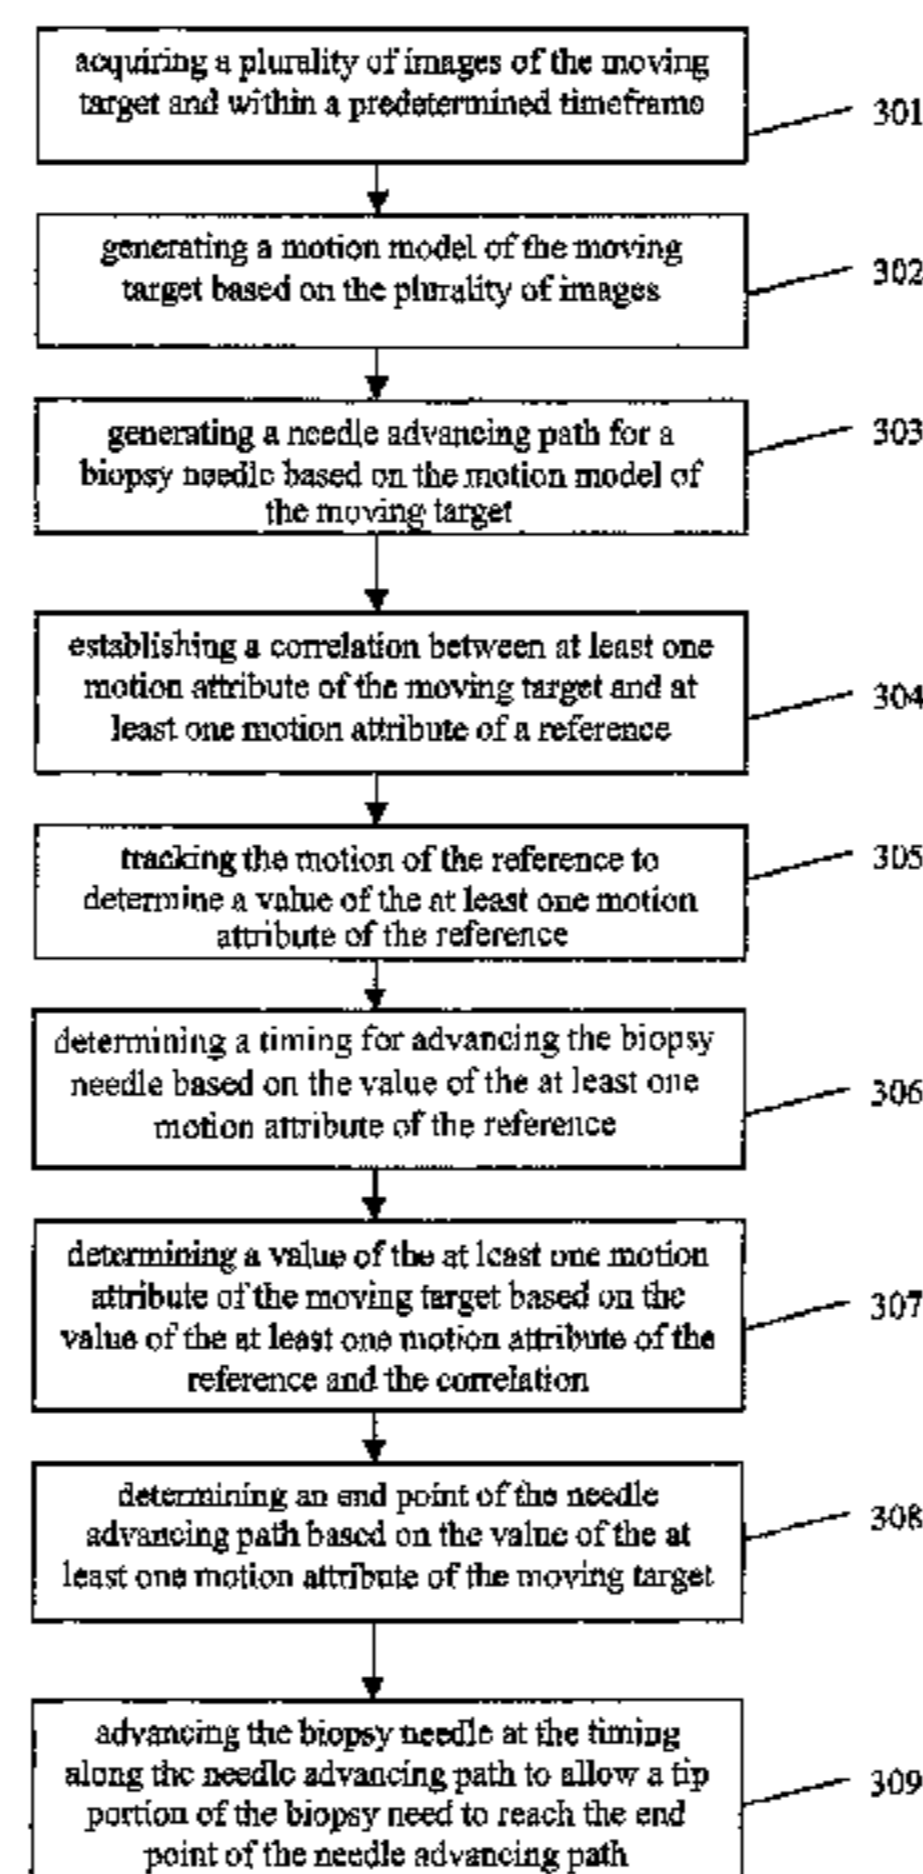 acquiring a plurality of images of the moving
target and within a predetermined timeframe
301
generating a motion model of the moving
target based on the plurality of images
302
generating a needle advancing path for a
biopsy needle based on the motion model of
the moving target
303
establishing a correlation between at least one
motion attribute of the moving target and at
least one motion attribute of a reference
304
tracking the motion of the reference to
determine a value of the at least one motion
attribute of the reference
305
determining a timing for advancing the biopsy
needle based on the value of the at least one
motion attribute of the reference
306
determining a value of the at least one motion
attribute of the moving target based on the
value of the at least one motion attribute of the
reference and the correlation
307
determining an end point of the needle
advancing path based on the value of the at
least one motion attribute of the moving target
308
advancing the biopsy needle at the timing
along the needle advancing path to allow a tip
portion of the biopsy need to reach the end
point of the needle advancing path
309